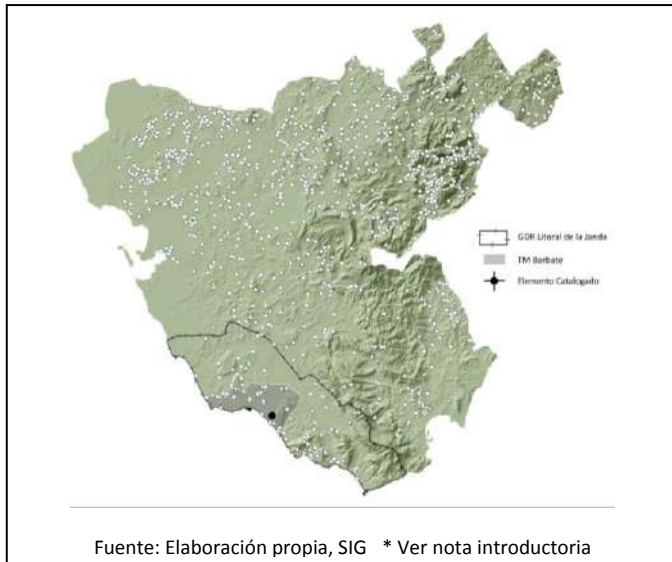 GDR Litoral de la Janda
TM Barbate
Elemento Catalogado
Fuente: Elaboración propia, SIG * Ver nota introductoria